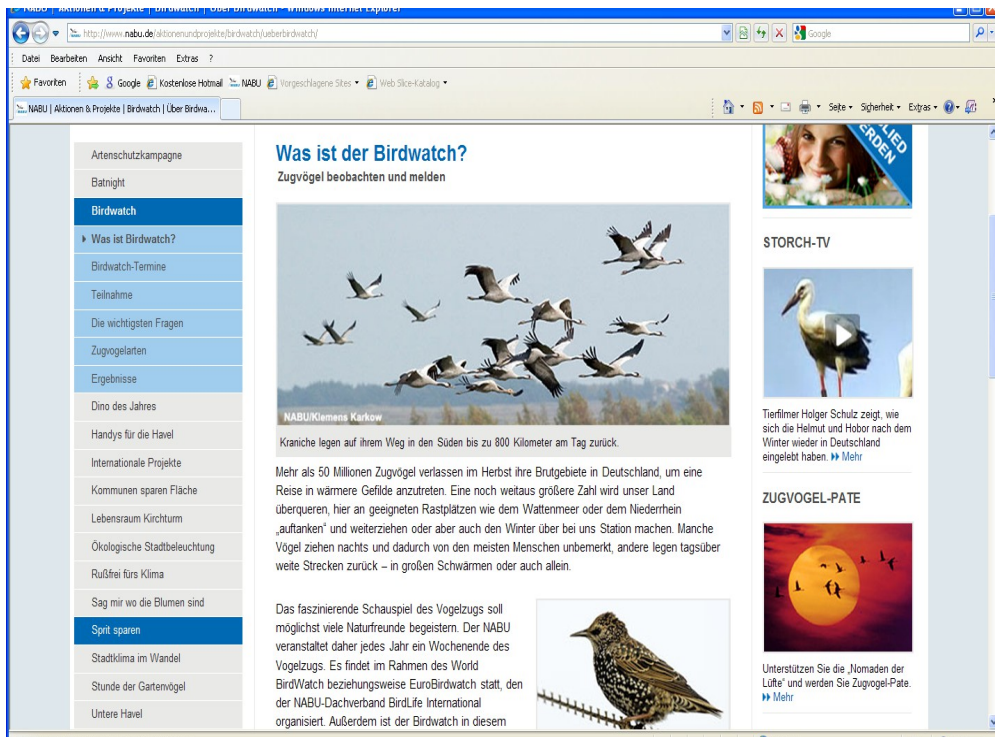 NABU | Aktionen & Projekte | Birdwatch | Über Birdwatch - Windows Internet Explorer
http://www.nabu.de/aktionenundprojekte/birdwatch/ueberbirdwatch/
Google
Datei Bearbeiten Ansicht Favoriten Extras ?
Favoriten Google Kostenlose Hotmail NABU Vorgeschlagene Sites Web Slice-Katalog
NABU | Aktionen & Projekte | Birdwatch | Über Birdwa...
Seite Sicherheit Extras
Artenschutzkampagne
Batnight
Birdwatch
Was ist Birdwatch?
Birdwatch-Termine
Teilnahme
Die wichtigsten Fragen
Zugvogelarten
Ergebnisse
Dino des Jahres
Handys für die Havel
Internationale Projekte
Kommunen sparen Fläche
Lebensraum Kirchturm
Ökologische Stadtbeleuchtung
Rußfrei fürs Klima
Sag mir wo die Blumen sind
Sprit sparen
Stadtklima im Wandel
Stunde der Gartenvögel
Untere Havel
Was ist der Birdwatch?
Zugvögel beobachten und melden
NABU/Klemens Karkow
Kraniche legen auf ihrem Weg in den Süden bis zu 800 Kilometer am Tag zurück.
Mehr als 50 Millionen Zugvögel verlassen im Herbst ihre Brutgebiete in Deutschland, um eine
Reise in wärmere Gefilde anzutreten. Eine noch weitaus größere Zahl wird unser Land
überqueren, hier an geeigneten Rastplätzen wie dem Wattenmeer oder dem Niederrhein
„auftanken“ und weiterziehen oder aber auch den Winter über bei uns Station machen. Manche
Vögel ziehen nachts und dadurch von den meisten Menschen unbemerkt, andere legen tagsüber
weite Strecken zurück – in großen Schwärmen oder auch allein.
Das faszinierende Schauspiel des Vogelzugs soll
möglichst viele Naturfreunde begeistern. Der NABU
veranstaltet daher jedes Jahr ein Wochenende des
Vogelzugs. Es findet im Rahmen des World
BirdWatch beziehungsweise EuroBirdwatch statt, den
der NABU-Dachverband BirdLife International
organisiert. Außerdem ist der Birdwatch in diesem
STORCH-TV
Tierfilmer Holger Schulz zeigt, wie
sich die Helmut und Hobor nach dem
Winter wieder in Deutschland
eingelebt haben. Mehr
ZUGVOGEL-PATE
Unterstützen Sie die „Nomaden der
Lüfte“ und werden Sie Zugvogel-Pate.
Mehr